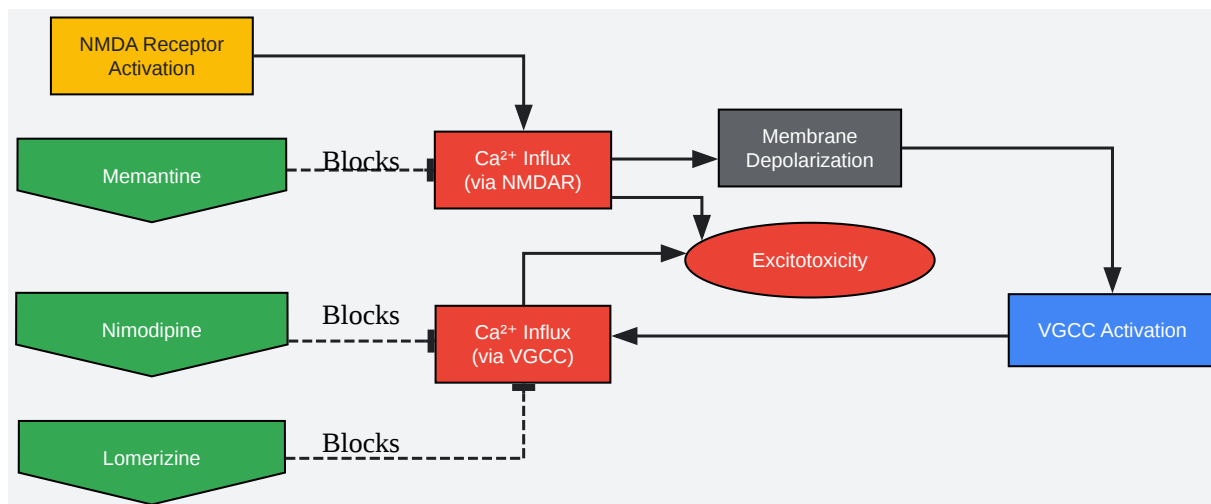 NMDA Receptor
Activation
Memantine
Blocks
Ca²⁺ Influx
(via NMDAR)
Membrane
Depolarization
Excitotoxicity
Nimodipine
Blocks
Ca²⁺ Influx
(via VGCC)
VGCC Activation
Lomerizine
Blocks